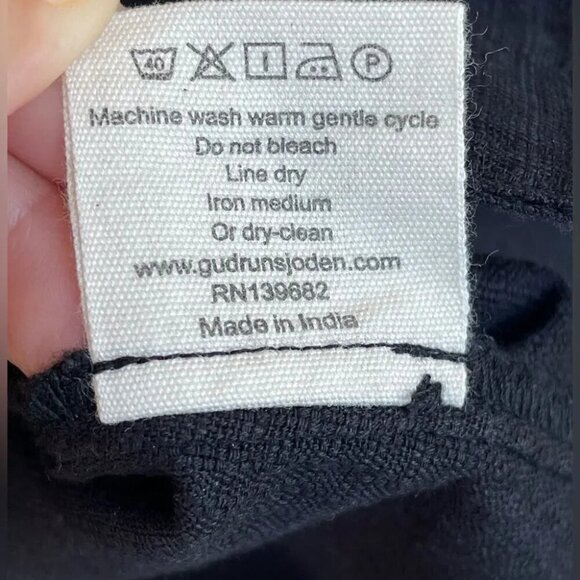 40 P
Machine wash warm gentle cycle
Do not bleach
Line dry
Iron medium
Or dry-clean
www.gudrunsjoden.com
RN139682
Made in India